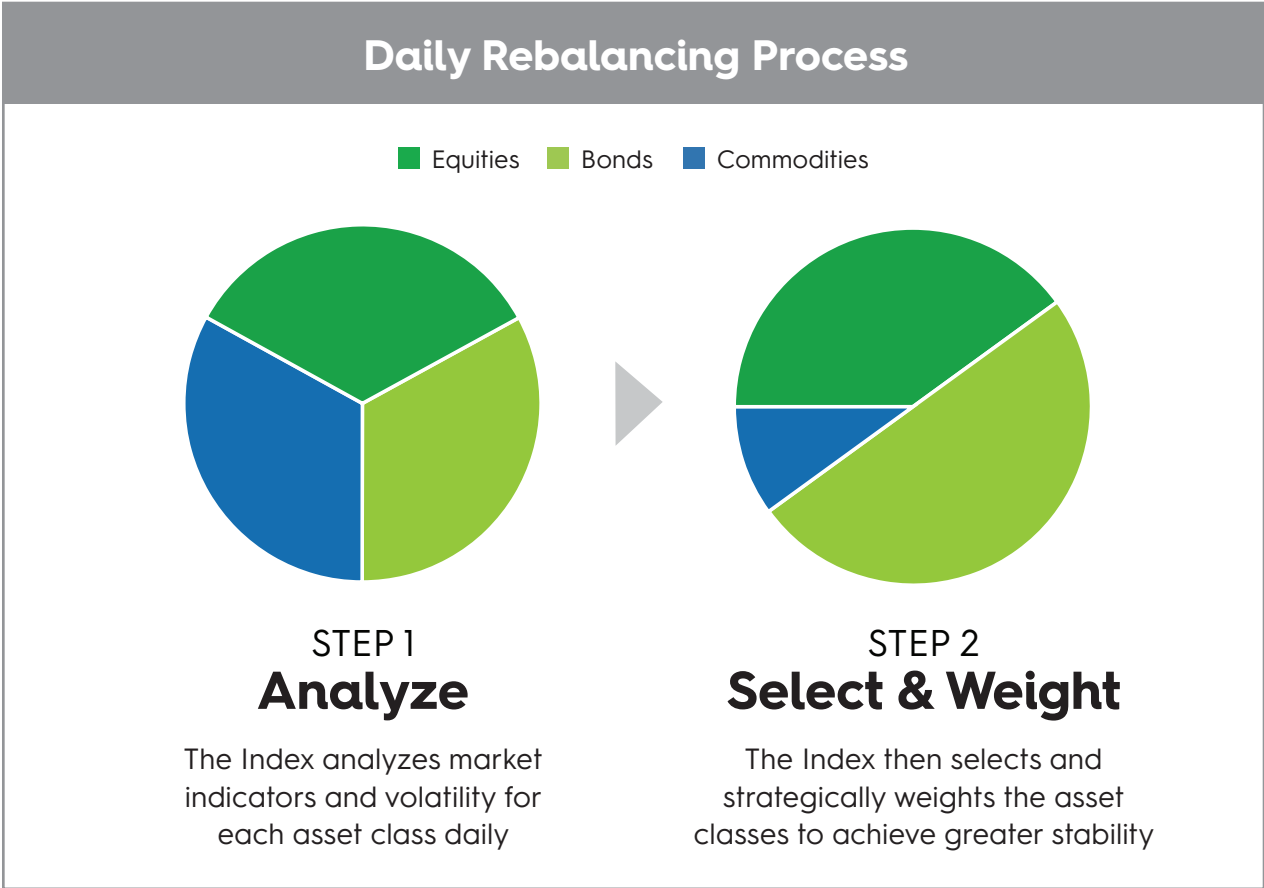 Daily Rebalancing Process
Equities Bonds Commodities
STEP 1
Analyze
The Index analyzes market
indicators and volatility for
each asset class daily
STEP 2
Select & Weight
The Index then selects and
strategically weights the asset
classes to achieve greater stability